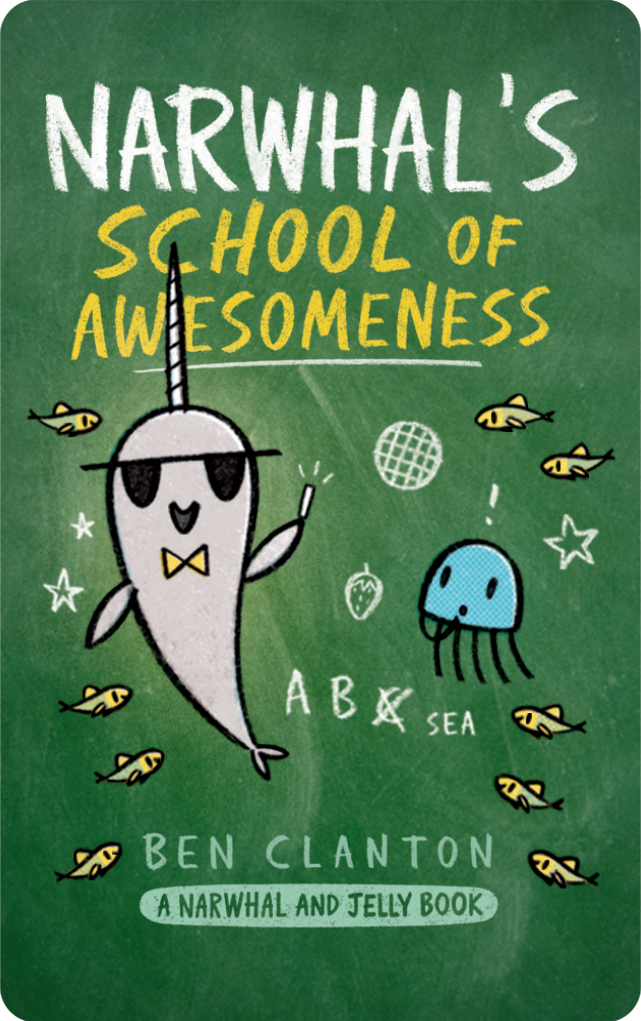 NARWHAL'S
SCHOOL OF
AWESOMENESS
!
A B C SEA
BEN CLANTON
A NARWHAL AND JELLY BOOK